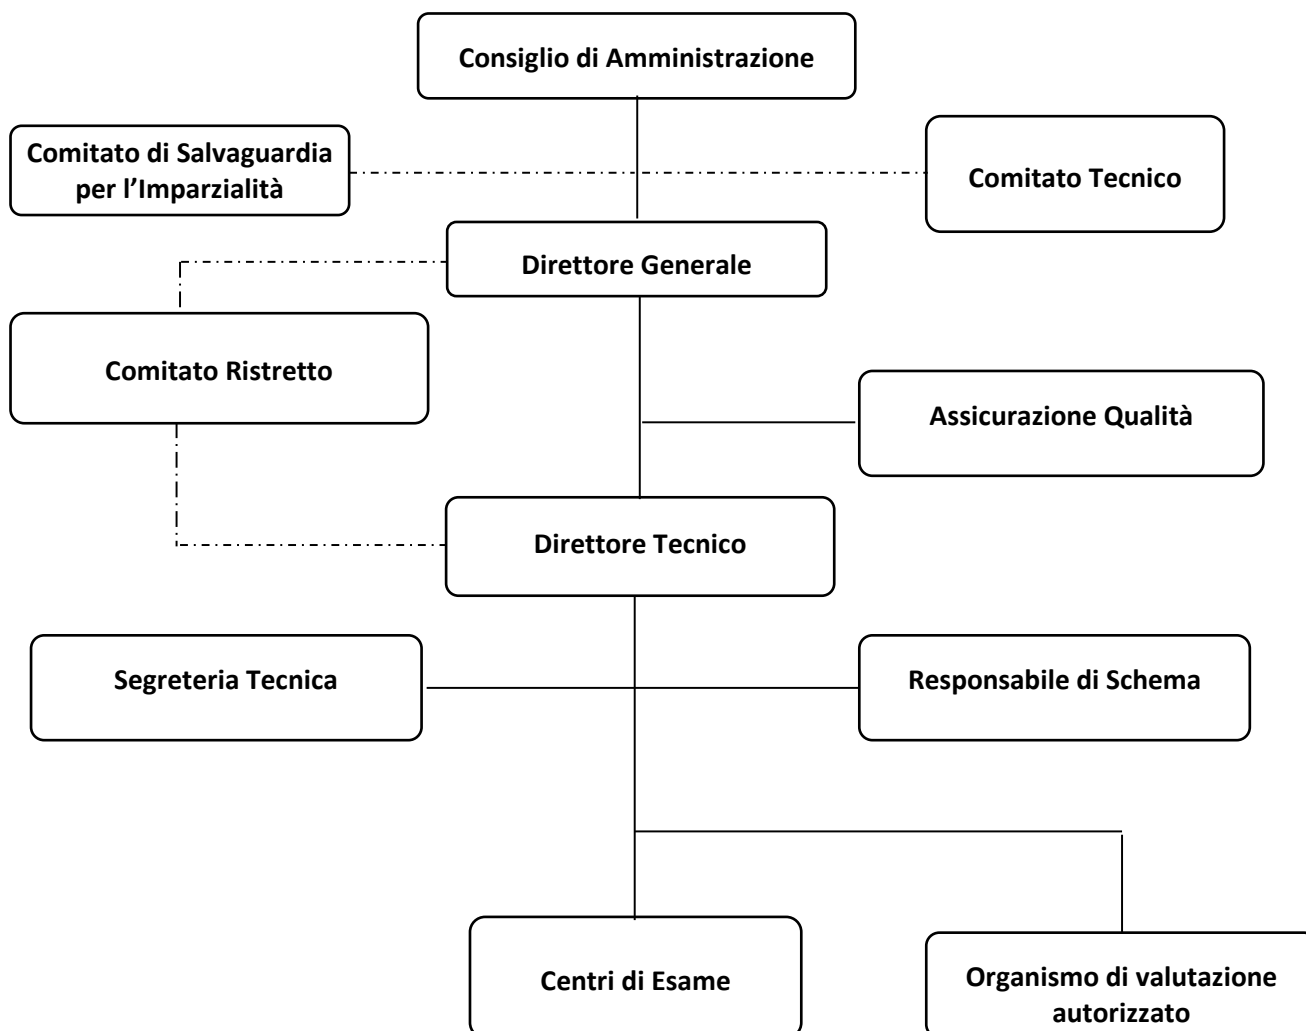 Consiglio di Amministrazione
Comitato di Salvaguardia
per l’Imparzialità
Comitato Tecnico
Direttore Generale
Comitato Ristretto
Assicurazione Qualità
Direttore Tecnico
Segreteria Tecnica
Responsabile di Schema
Centri di Esame
Organismo di valutazione
autorizzato